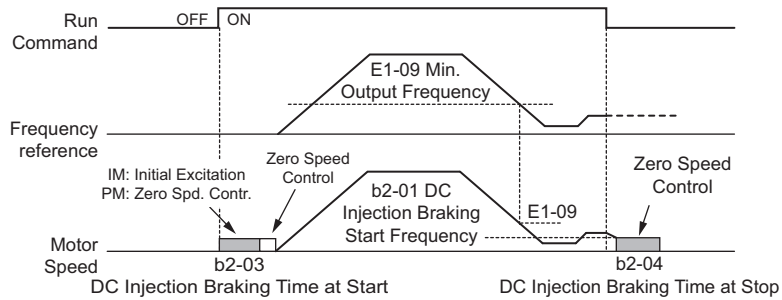 Run
Command
OFF
ON
E1-09 Min.
Output Frequency
Frequency
reference
IM: Initial Excitation
PM: Zero Spd. Contr.
Zero Speed
Control
b2-01 DC
Injection Braking
Start Frequency
E1-09
Zero Speed
Control
Motor
Speed
b2-03
DC Injection Braking Time at Start
b2-04
DC Injection Braking Time at Stop